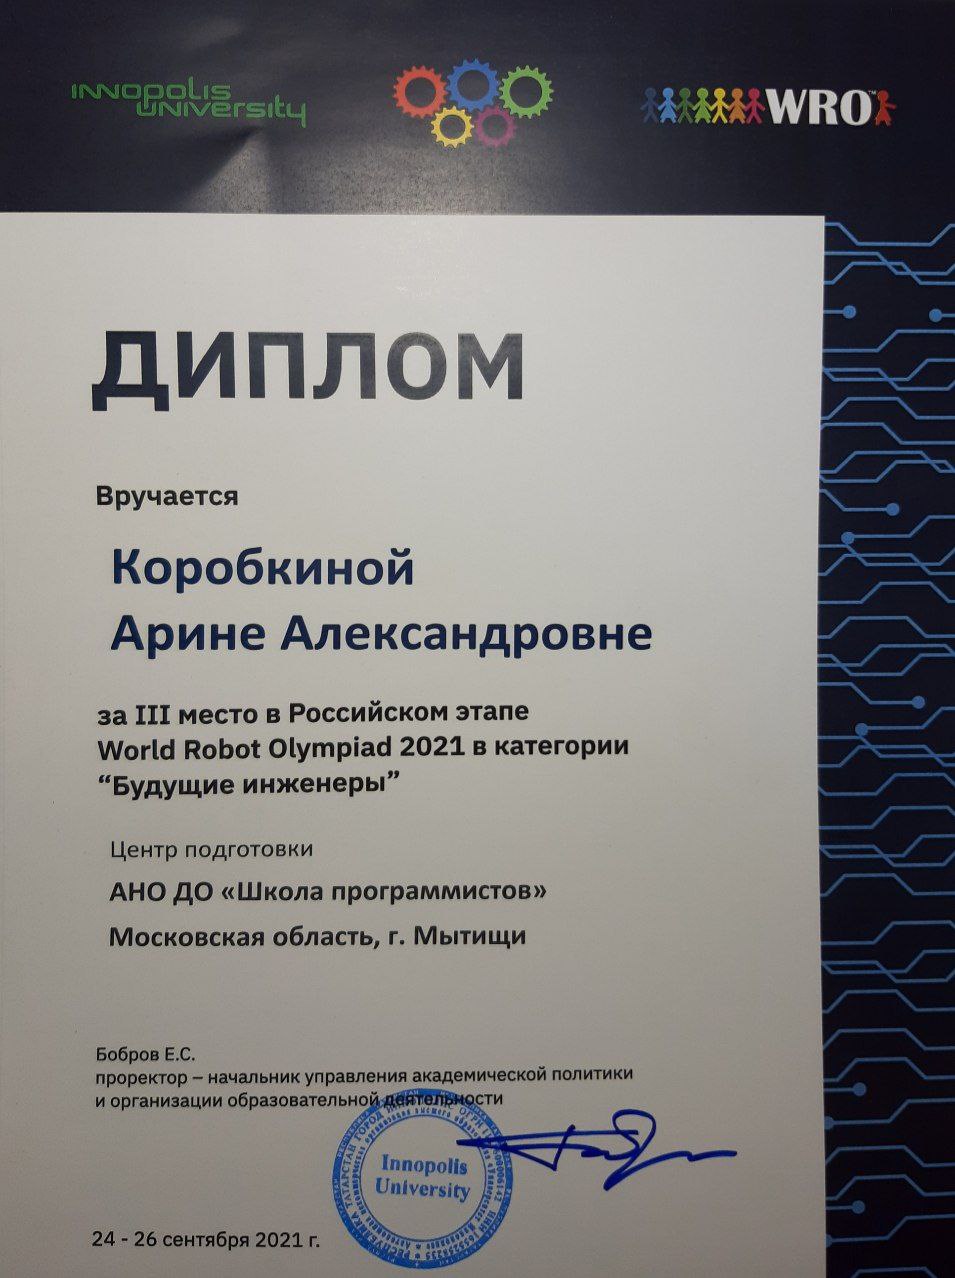 INNOPOLIS
UNIVERSITY
WRO™
ДИПЛОМ
Вручается
Коробкиной
Арине Александровне
за III место в Российском этапе
World Robot Olympiad 2021 в категории
“Будущие инженеры”
Центр подготовки
АНО ДО «Школа программистов»
Московская область, г. Мытищи
Бобров Е.С.
проректор – начальник управления академической политики
и организации образовательной деятельности
Innopolis
University
24 - 26 сентября 2021 г.